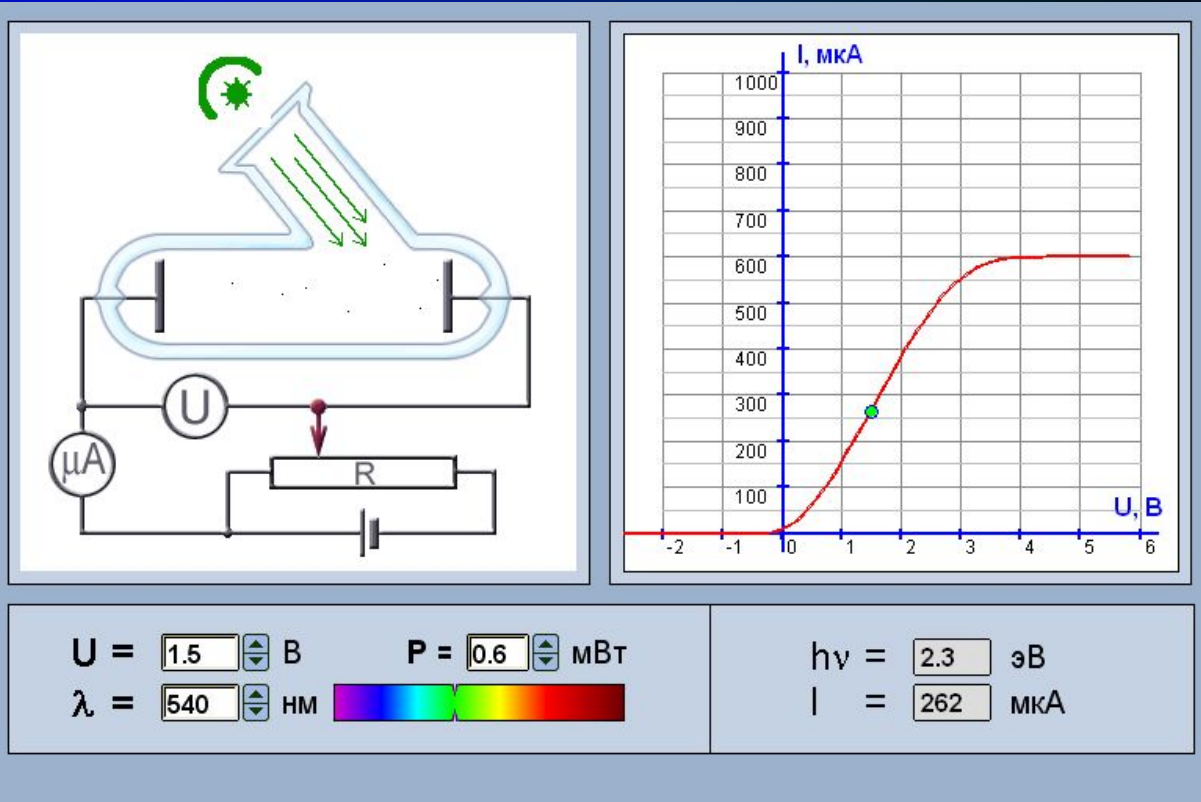 I, мкА
1000
900
800
700
600
500
400
300
200
100
U, В
-2 -1 0 1 2 3 4 5 6
U
μA
R
U = 1.5 В P = 0.6 мВт
λ = 540 нм
hν = 2.3 эВ
I = 262 мкА